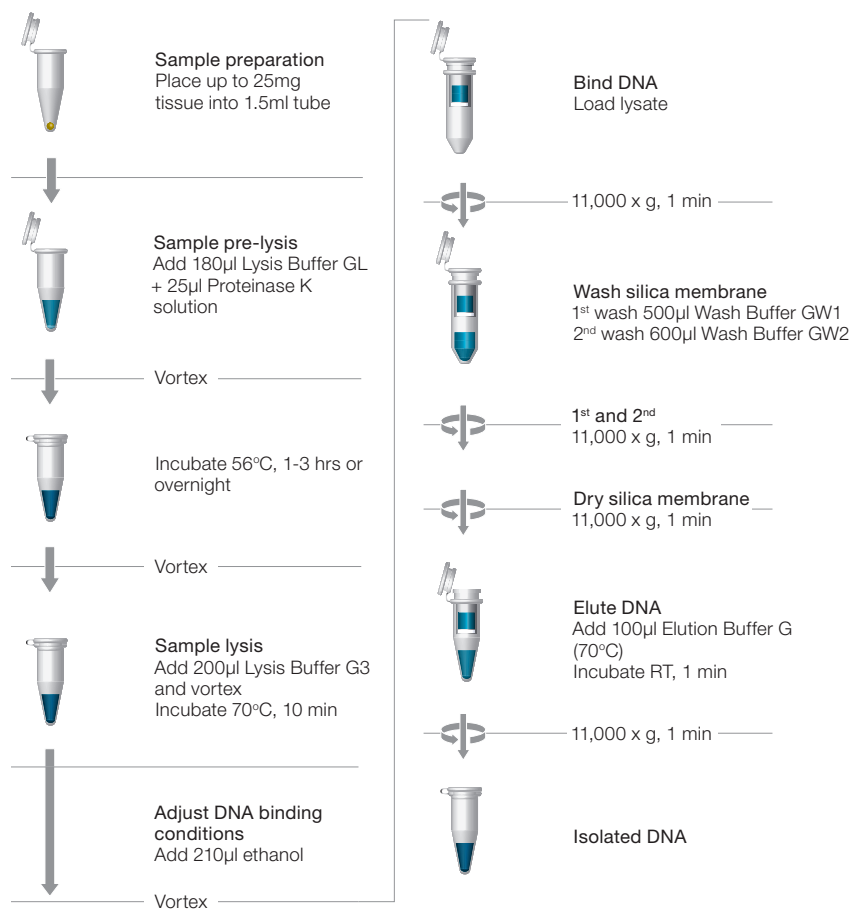 Sample preparation
Place up to 25mg
tissue into 1.5ml tube
Sample pre-lysis
Add 180µl Lysis Buffer GL
+ 25µl Proteinase K
solution
Vortex
Incubate 56ºC, 1-3 hrs or
overnight
Vortex
Sample lysis
Add 200µl Lysis Buffer G3
and vortex
Incubate 70ºC, 10 min
Adjust DNA binding
conditions
Add 210µl ethanol
Vortex
Bind DNA
Load lysate
11,000 x g, 1 min
Wash silica membrane
1st wash 500µl Wash Buffer GW1
2nd wash 600µl Wash Buffer GW2
1st and 2nd
11,000 x g, 1 min
Dry silica membrane
11,000 x g, 1 min
Elute DNA
Add 100µl Elution Buffer G
(70ºC)
Incubate RT, 1 min
11,000 x g, 1 min
Isolated DNA